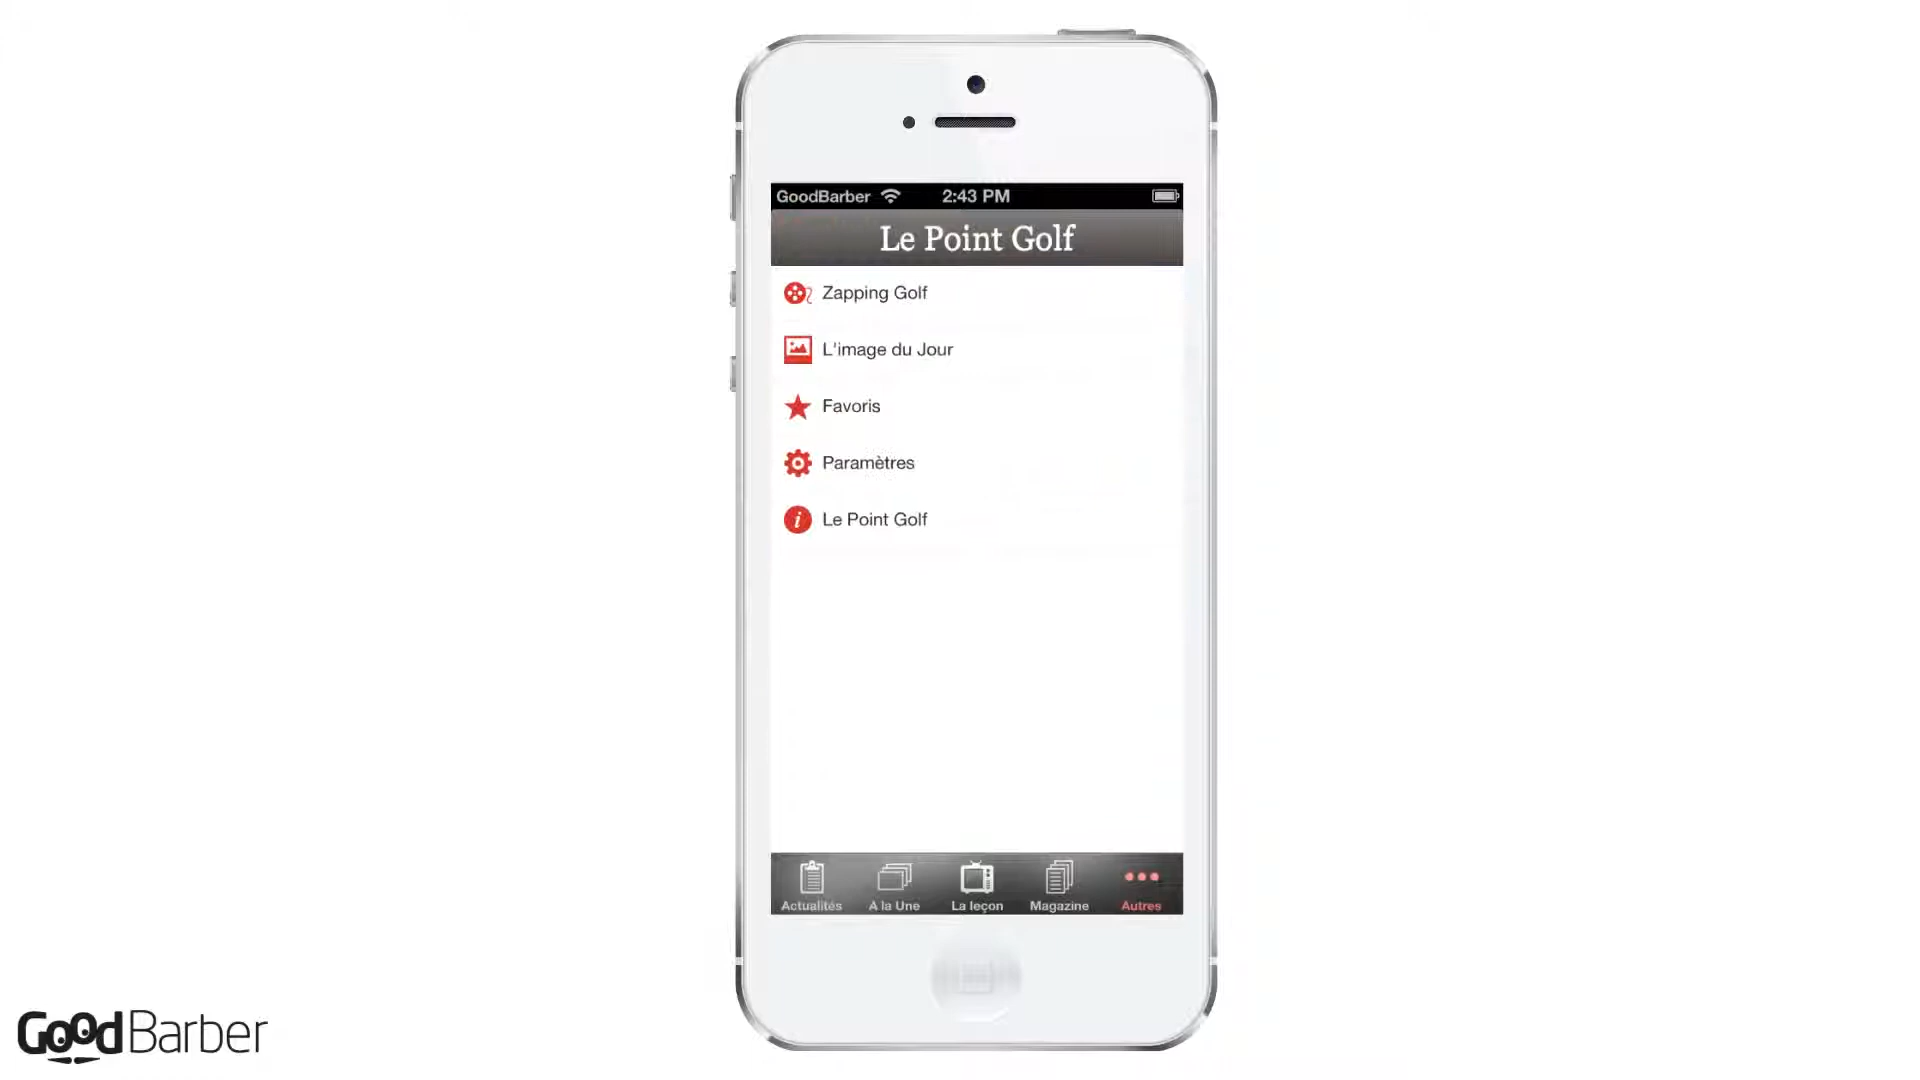 GoodBarber 2:43 PM
Le Point Golf
Zapping Golf
L'image du Jour
Favoris
Paramètres
Le Point Golf
Actualités A la Une La leçon Magazine Autres
GoodBarber